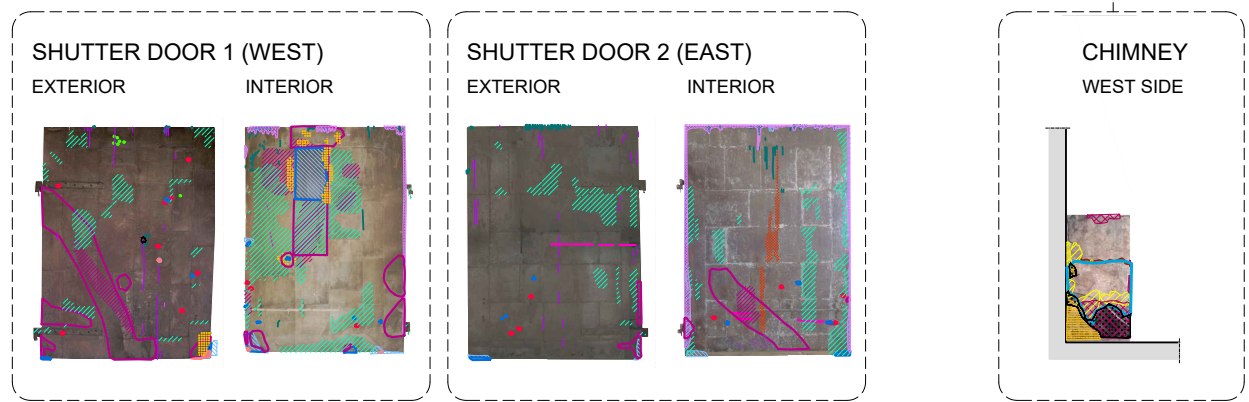 SHUTTER DOOR 1 (WEST)
EXTERIOR
INTERIOR
SHUTTER DOOR 2 (EAST)
EXTERIOR
INTERIOR
CHIMNEY
WEST SIDE